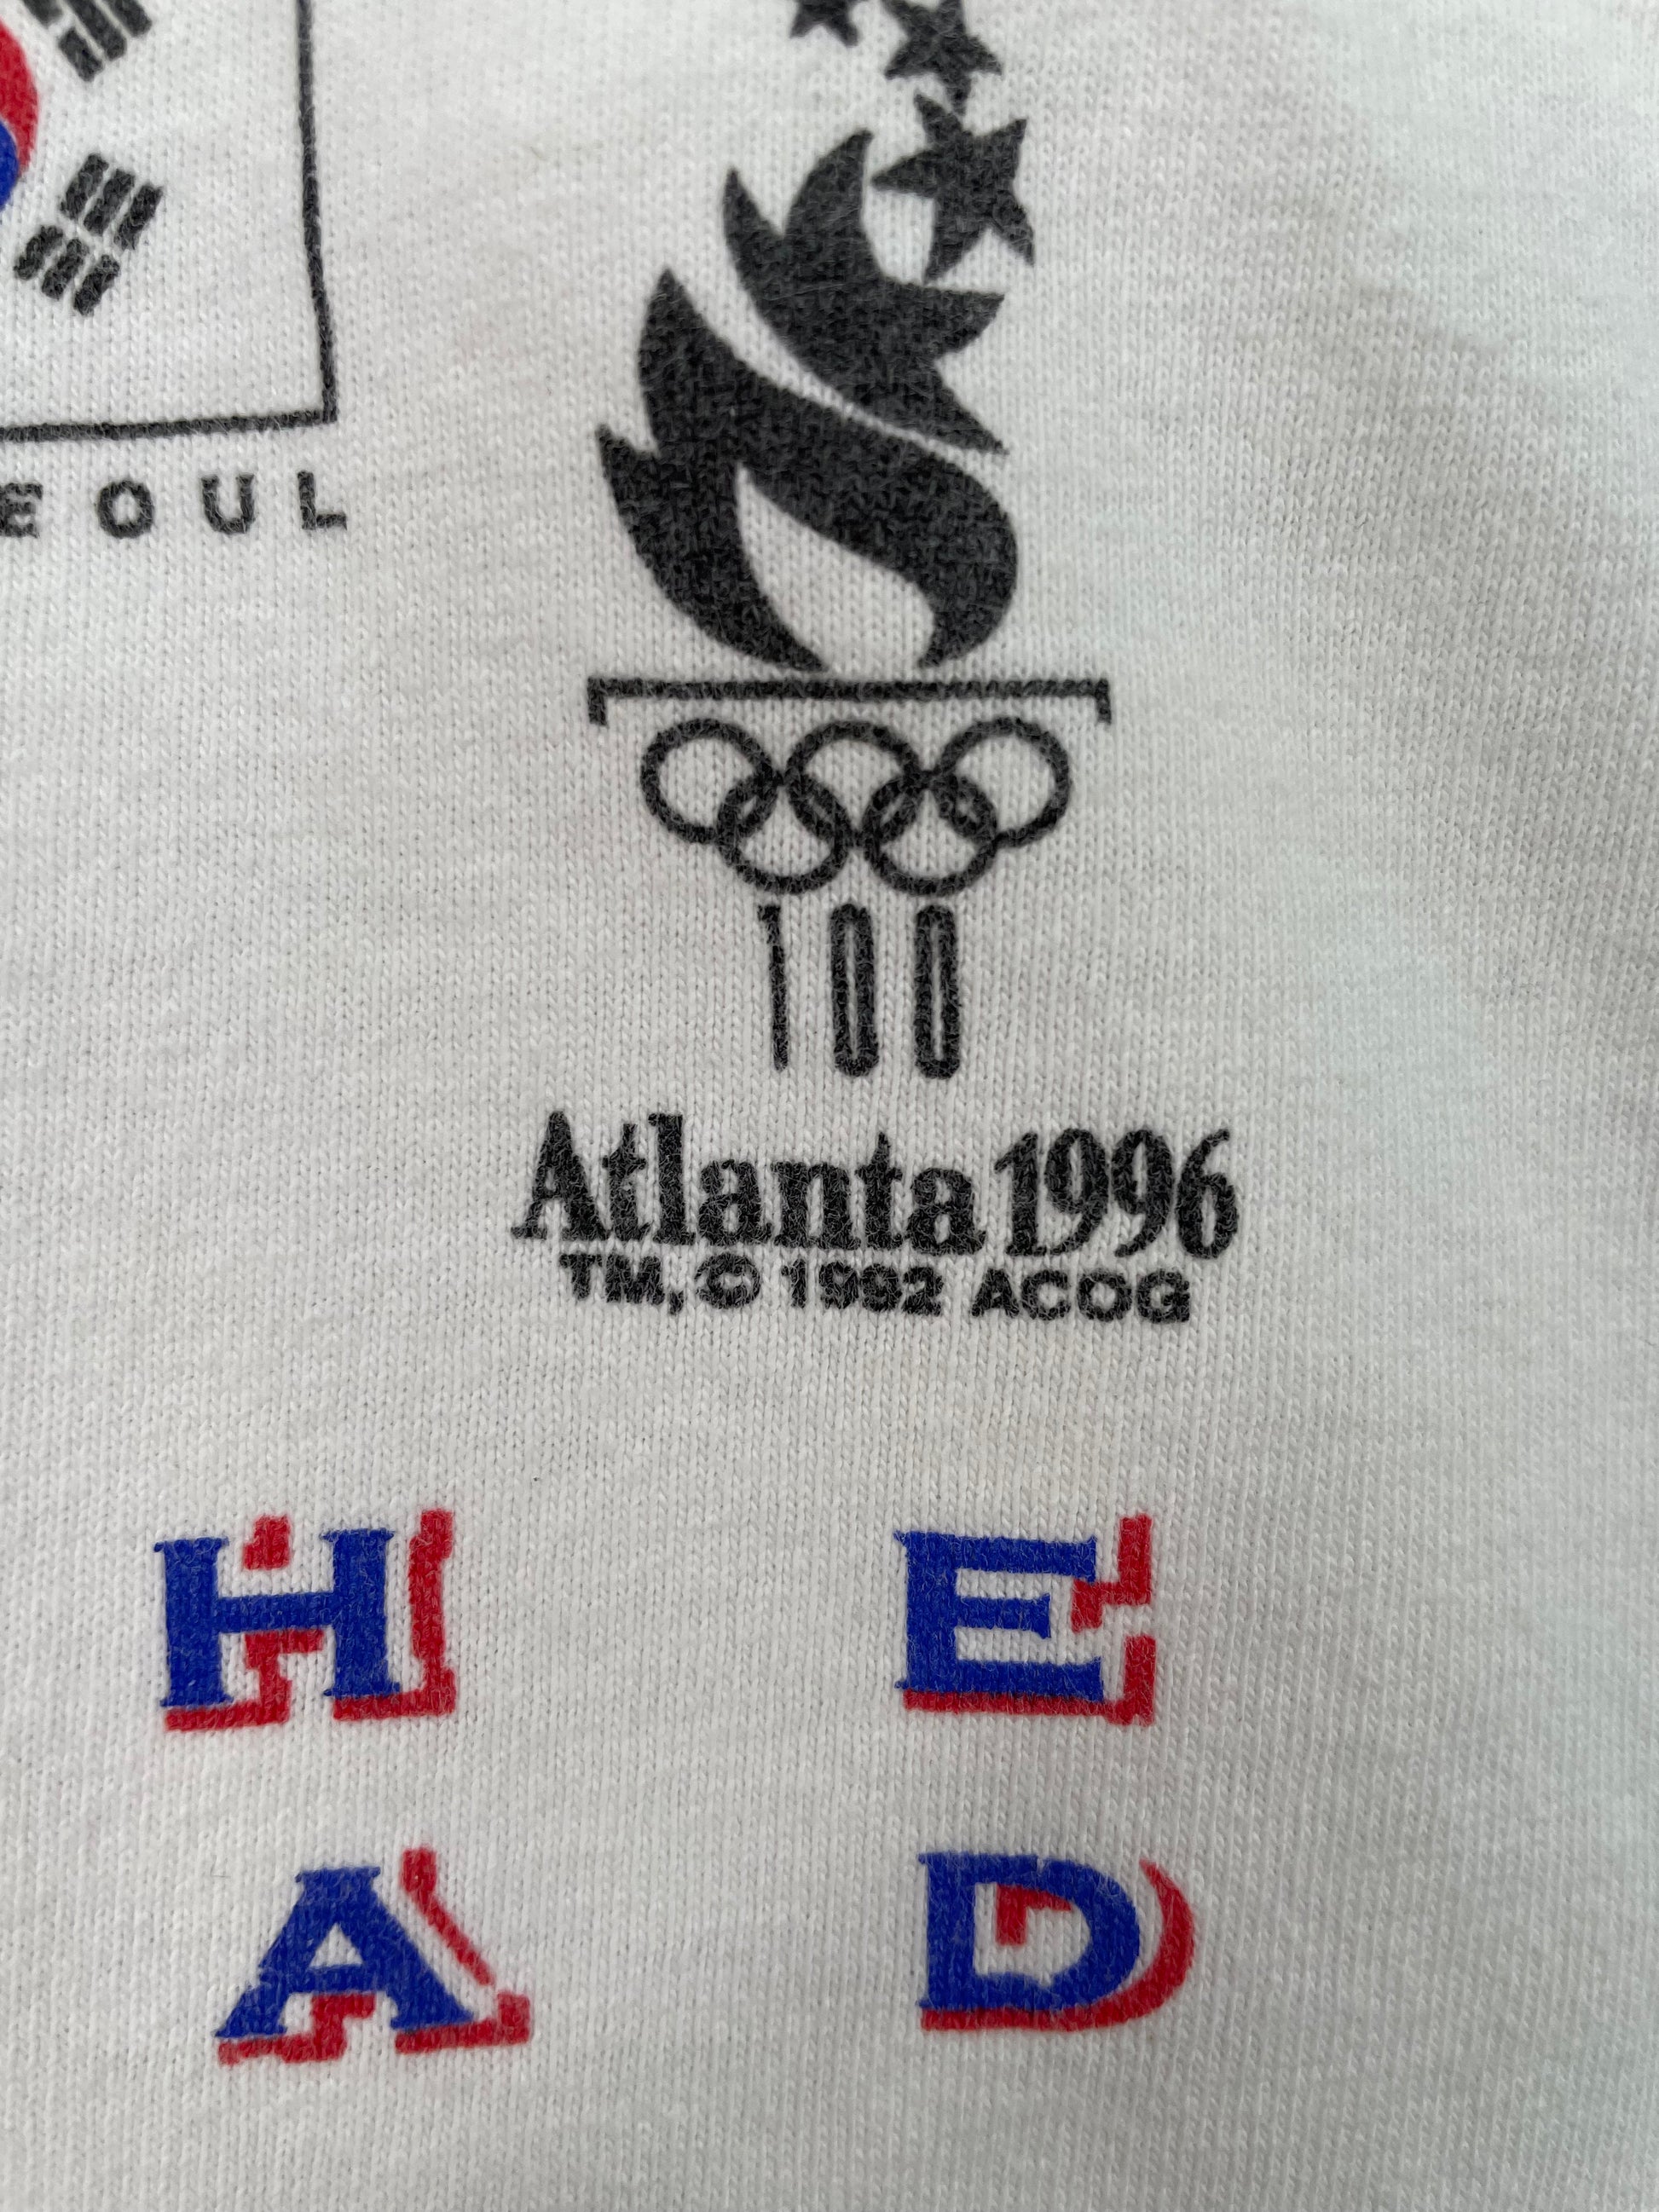 EOUL
100
Atlanta 1996
TM, © 1992 ACOG
H E
A D